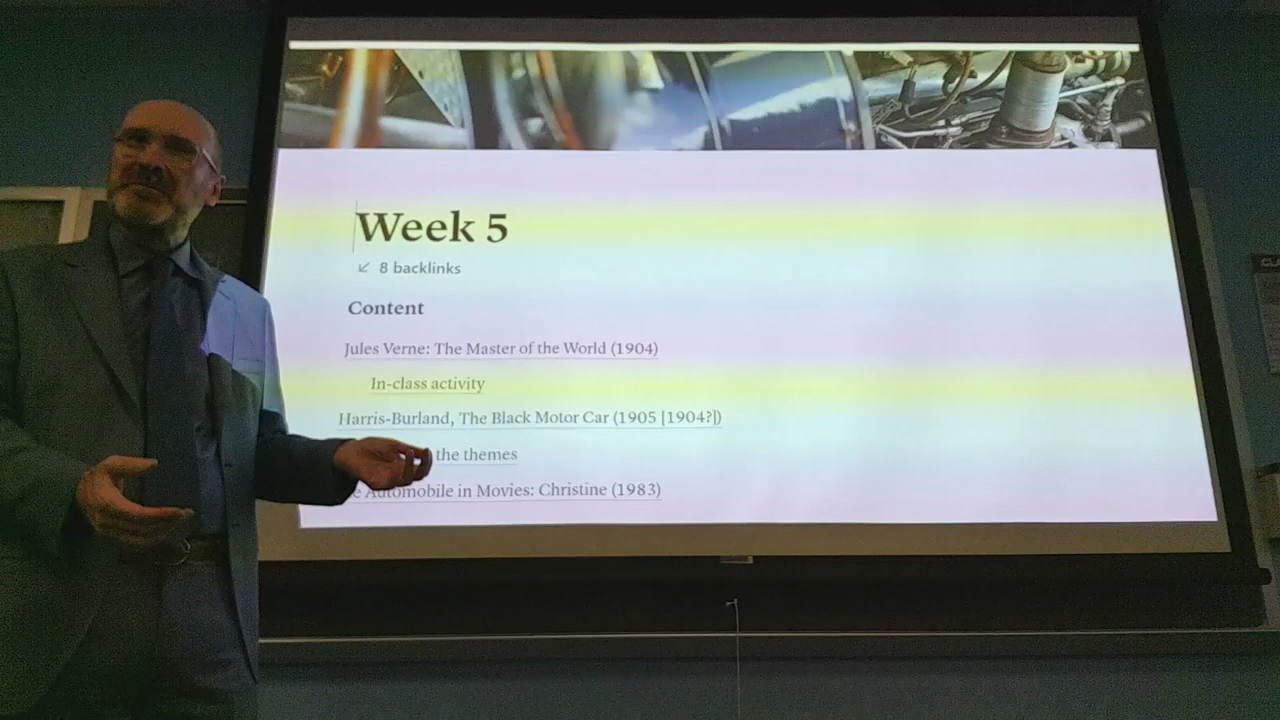 Week 5
↙ 8 backlinks
Content
Jules Verne: The Master of the World (1904)
In-class activity
Harris-Burland, The Black Motor Car (1905 [1904?])
the themes
Automobile in Movies: Christine (1983)